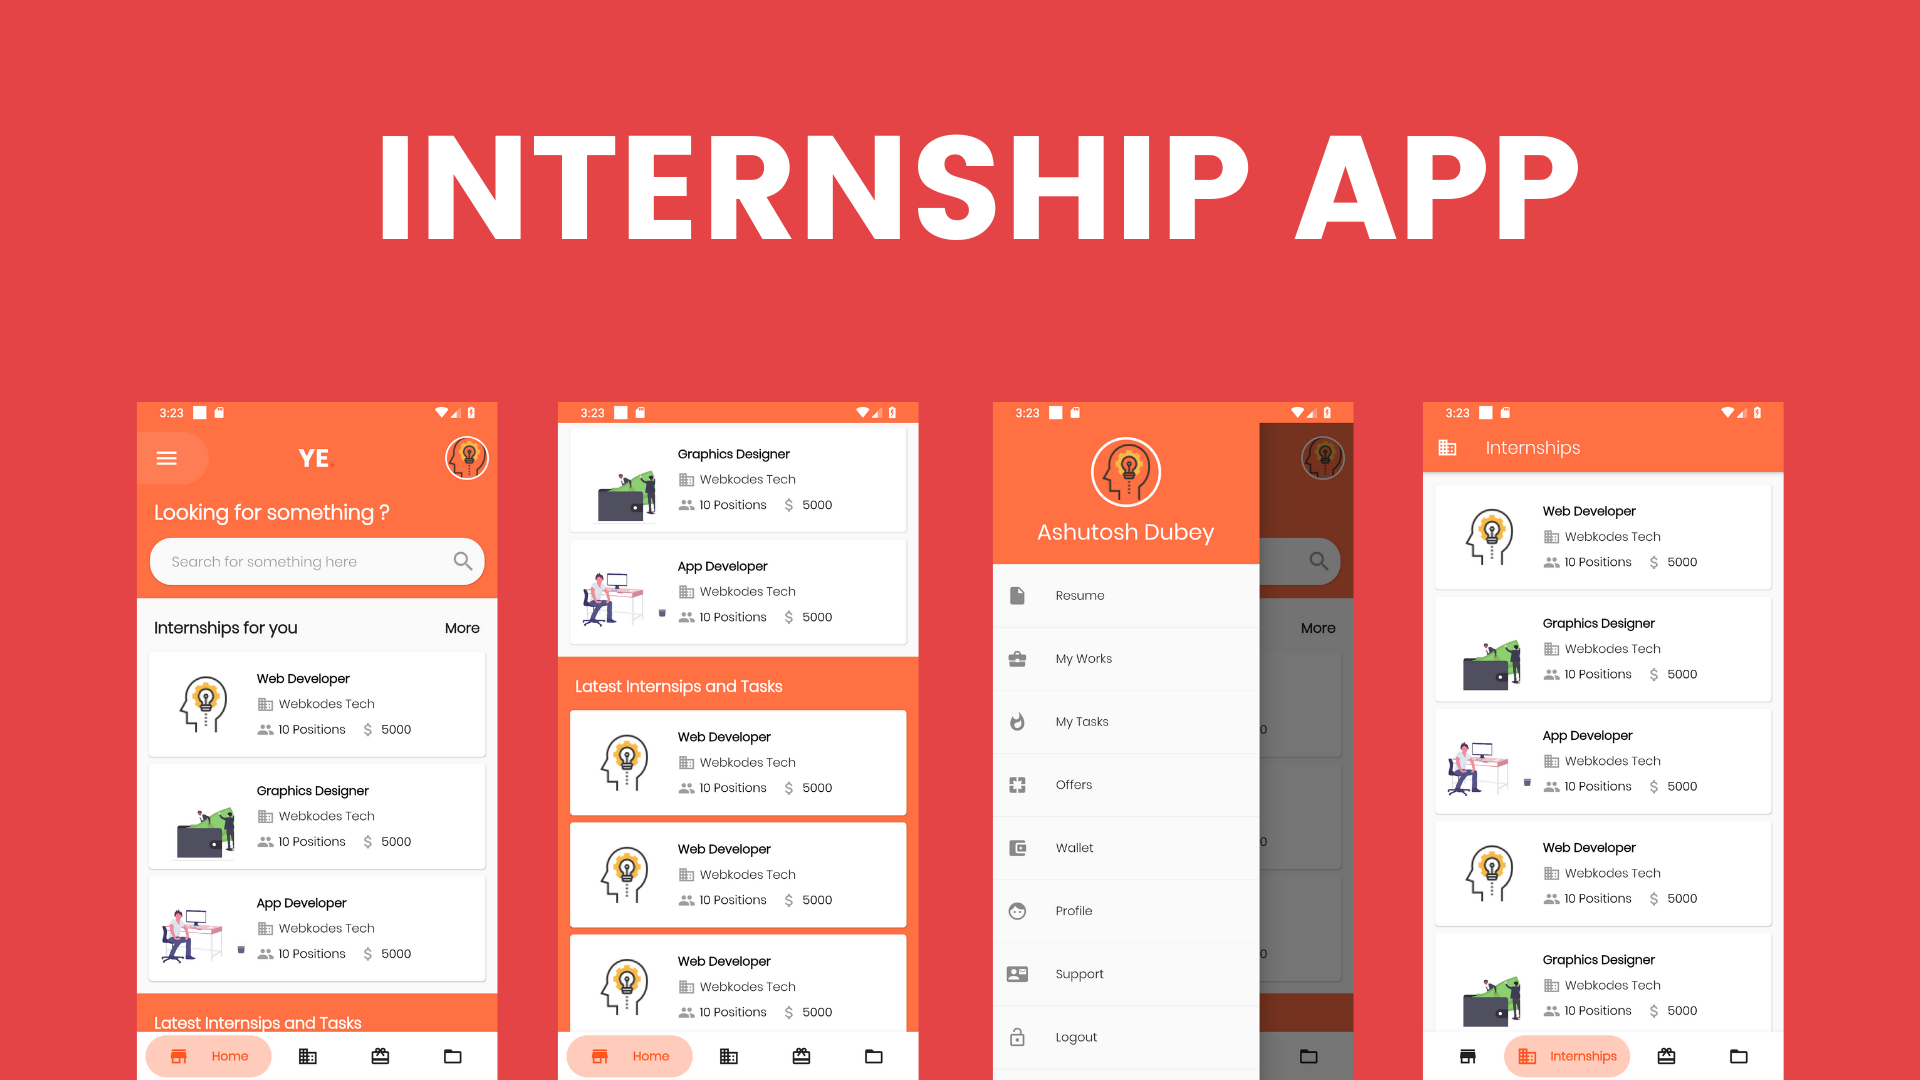 INTERNSHIP APP
3:23
YE.
Looking for something ?
Search for something here
Internships for you More
Web Developer
Webkodes Tech
10 Positions $ 5000
Graphics Designer
Webkodes Tech
10 Positions $ 5000
App Developer
Webkodes Tech
10 Positions $ 5000
Latest Internsips and Tasks
Home
3:23
Graphics Designer
Webkodes Tech
10 Positions $ 5000
App Developer
Webkodes Tech
10 Positions $ 5000
Latest Internsips and Tasks
Web Developer
Webkodes Tech
10 Positions $ 5000
Web Developer
Webkodes Tech
10 Positions $ 5000
Web Developer
Webkodes Tech
10 Positions $ 5000
Home
3:23
Ashutosh Dubey
Resume
My Works
My Tasks
Offers
Wallet
Profile
Support
Logout
More
0
0
0
3:23
Internships
Web Developer
Webkodes Tech
10 Positions $ 5000
Graphics Designer
Webkodes Tech
10 Positions $ 5000
App Developer
Webkodes Tech
10 Positions $ 5000
Web Developer
Webkodes Tech
10 Positions $ 5000
Graphics Designer
Webkodes Tech
10 Positions $ 5000
Internships